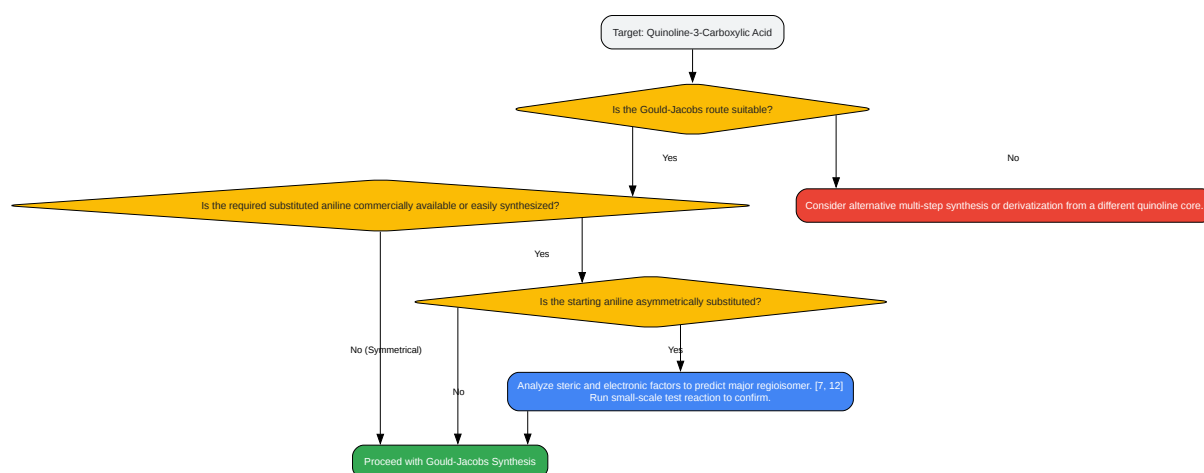 Target: Quinoline-3-Carboxylic Acid
Is the Gould-Jacobs route suitable?
Yes
No
Is the required substituted aniline commercially available or easily synthesized?
Consider alternative multi-step synthesis or derivatization from a different quinoline core.
Yes
Is the starting aniline asymmetrically substituted?
No (Symmetrical)
Yes
Analyze steric and electronic factors to predict major regioisomer. [7, 12]
Run small-scale test reaction to confirm.
No
Proceed with Gould-Jacobs Synthesis